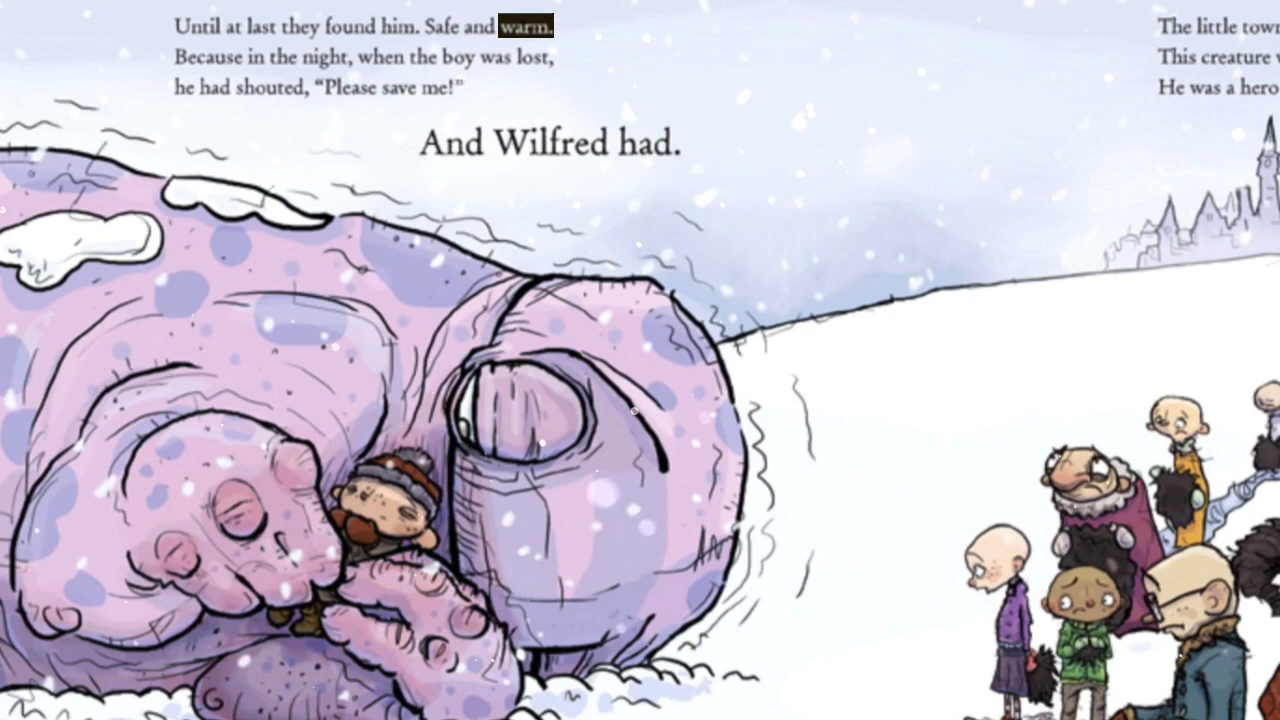 Until at last they found him. Safe and warm.
Because in the night, when the boy was lost,
he had shouted, “Please save me!”
And Wilfred had.
The little town
This creature
He was a hero